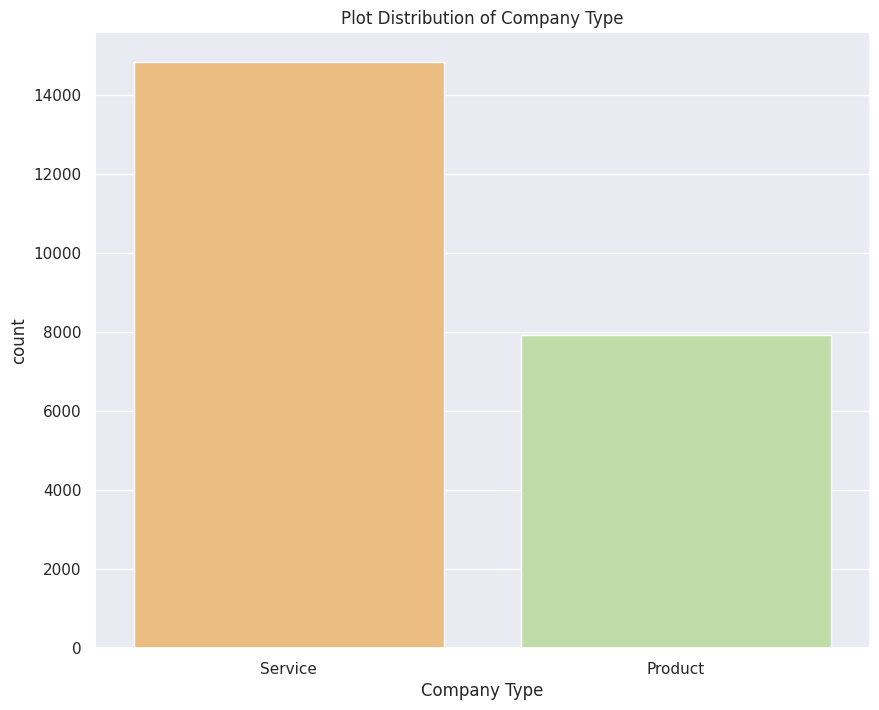 Plot Distribution of Company Type
14000
12000
10000
8000
6000
4000
2000
0
count
Service
Product
Company Type